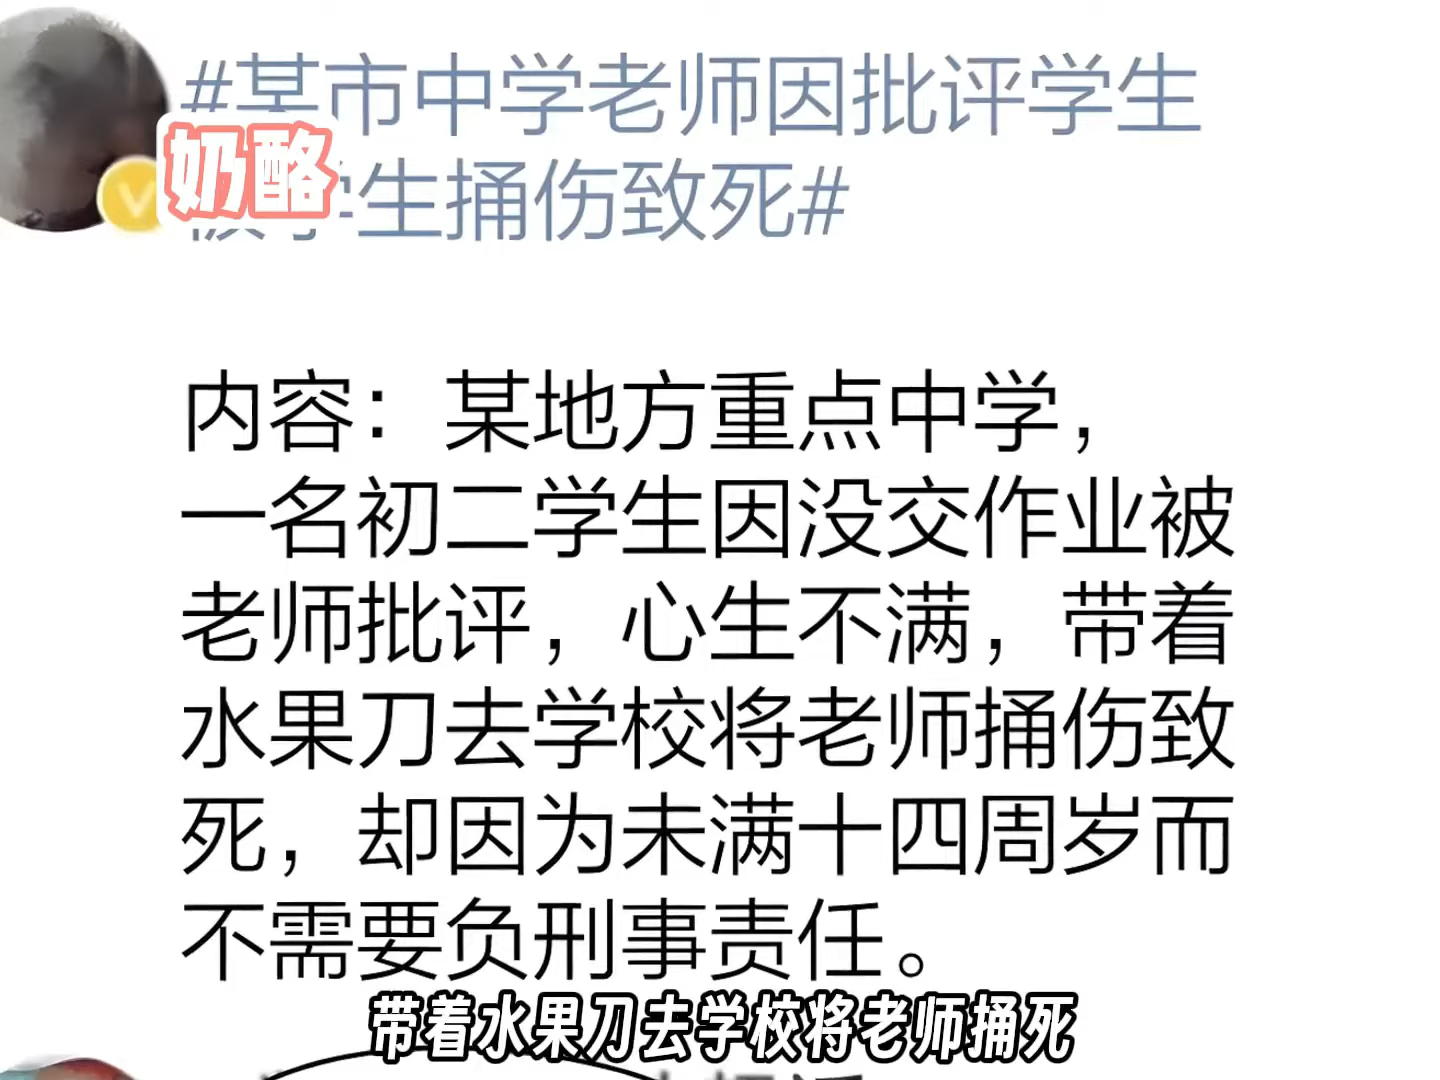 #某市中学老师因批评学生
奶酪
被学生捅伤致死#
内容：某地方重点中学，
一名初二学生因没交作业被
老师批评，心生不满，带着
水果刀去学校将老师捅伤致
死，却因为未满十四周岁而
不需要负刑事责任。
带着水果刀去学校将老师捅死